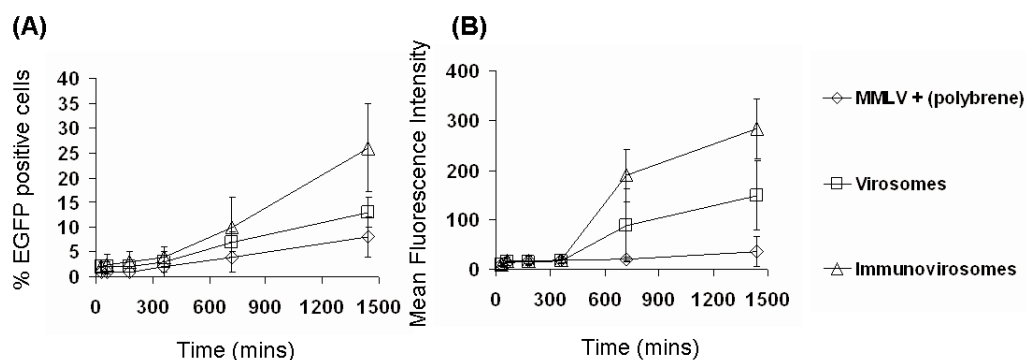 (A)
% EGFP positive cells
40
35
30
25
20
15
10
5
0
0 300 600 900 1200 1500
Time (mins)
(B)
Mean Fluorescence Intensity
400
300
200
100
0
0 300 600 900 1200 1500
Time (mins)
MMLV + (polybrene)
Virosomes
Immunovirosomes